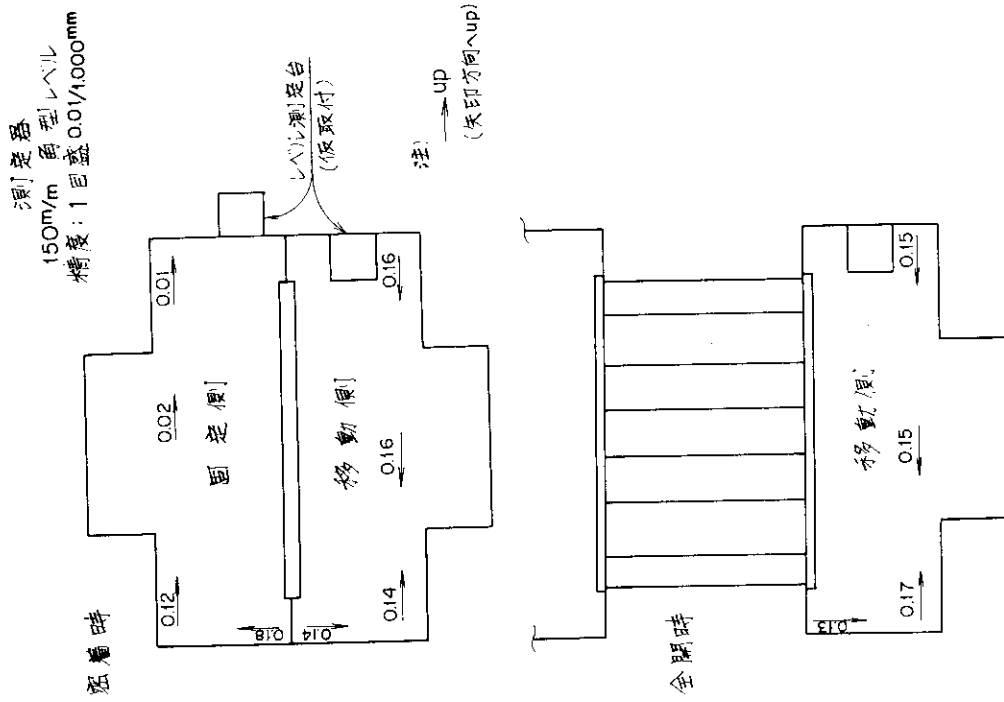 測定器
150m/m 角型レベル
精度:1目盛 0.01/1.000mm
密着時
0.12
0.02
0.01
固定側
0.18
0.14
移動側
0.14
0.16
0.16
レベル測定台
(仮取付)
注)
→ up
(矢印方向へup)
全開時
0.13
移動側
0.17
0.15
0.15